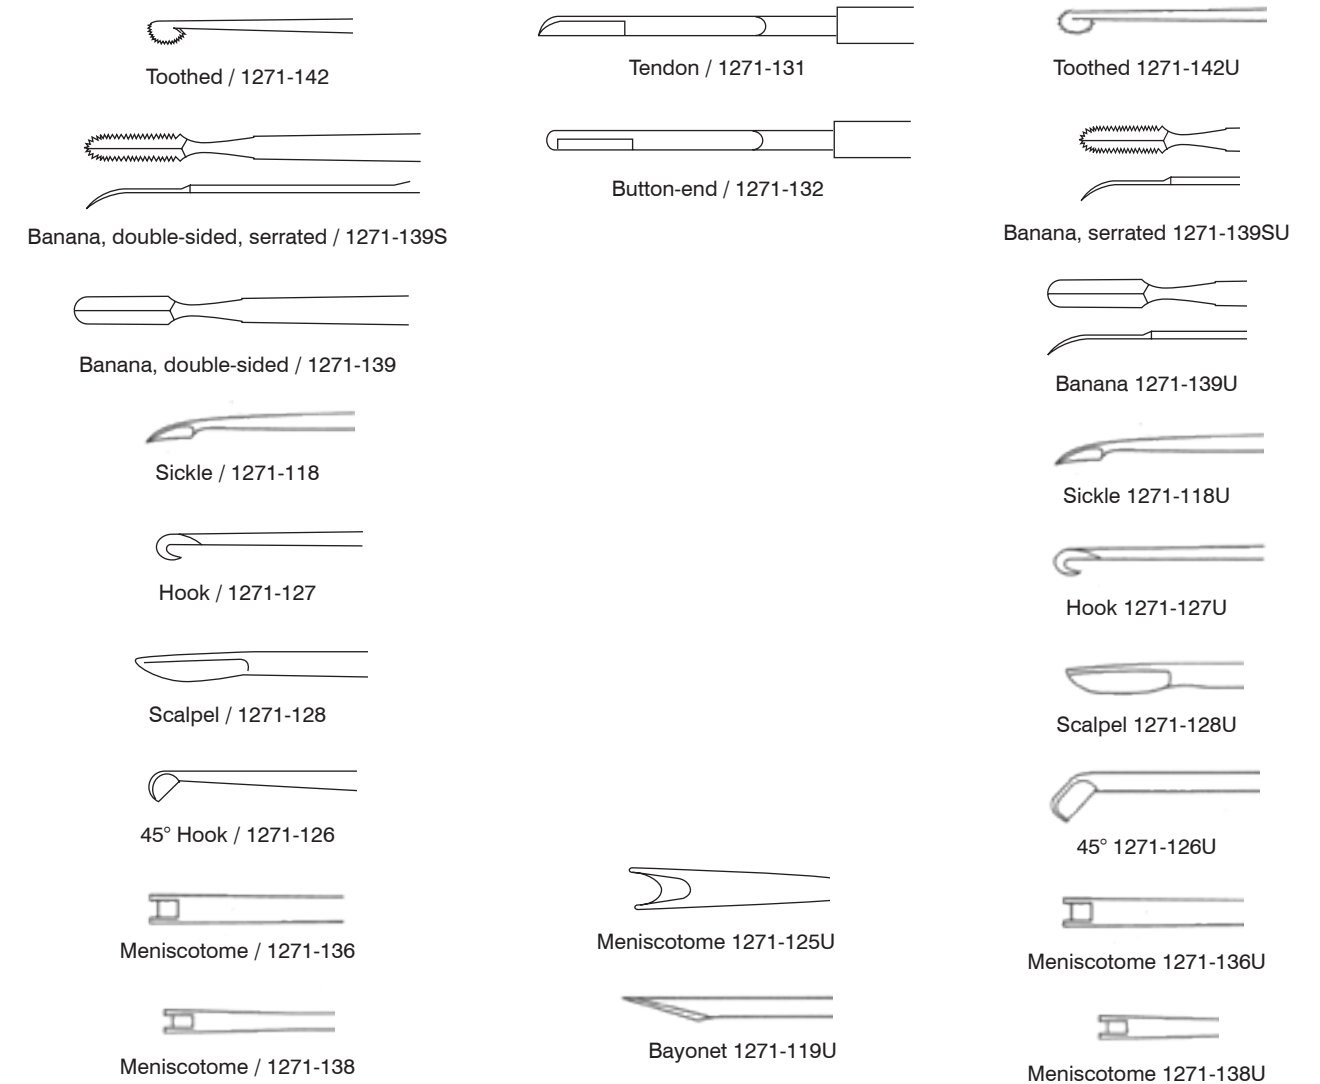 Toothed / 1271-142
Tendon / 1271-131
Toothed 1271-142U
Button-end / 1271-132
Banana, double-sided, serrated / 1271-139S
Banana, serrated 1271-139SU
Banana, double-sided / 1271-139
Banana 1271-139U
Sickle / 1271-118
Sickle 1271-118U
Hook / 1271-127
Hook 1271-127U
Scalpel / 1271-128
Scalpel 1271-128U
45° Hook / 1271-126
45° 1271-126U
Meniscotome / 1271-136
Meniscotome 1271-125U
Meniscotome 1271-136U
Meniscotome / 1271-138
Bayonet 1271-119U
Meniscotome 1271-138U